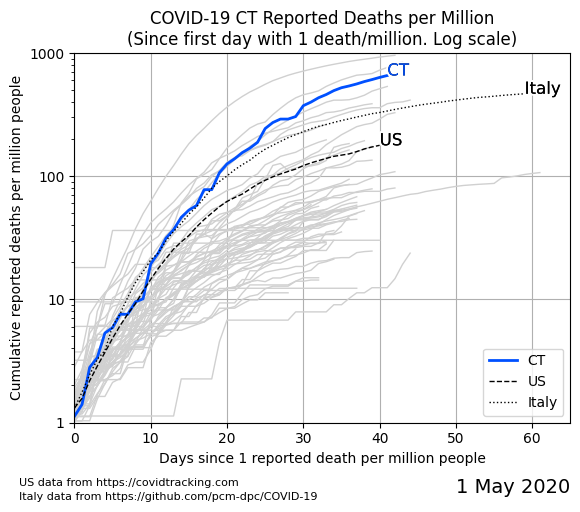 COVID-19 CT Reported Deaths per Million
(Since first day with 1 death/million. Log scale)
1000
100
10
1
Cumulative reported deaths per million people
CT
Italy
US
CT
US
Italy
0 10 20 30 40 50 60
Days since 1 reported death per million people
US data from https://covidtracking.com
Italy data from https://github.com/pcm-dpc/COVID-19
1 May 2020